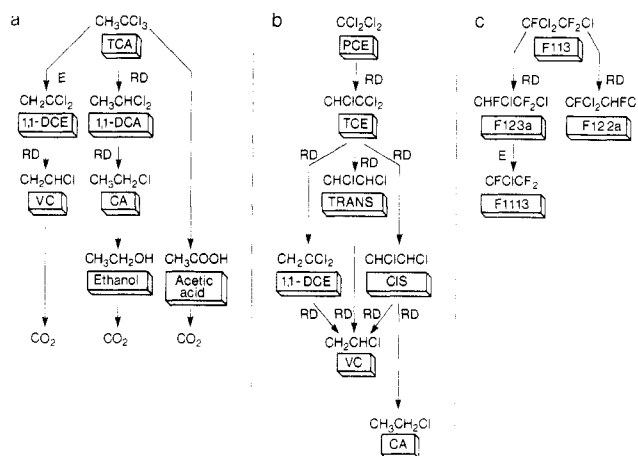 a
CH₃CCl₃
TCA
E
RD
CH₂CCl₂
CH₃CHCl₂
1,1-DCE
1,1-DCA
RD
RD
CH₂CHCl
CH₃CH₂Cl
VC
CA
CH₃CH₂OH
CH₃COOH
Ethanol
Acetic acid
CO₂
CO₂
CO₂
b
CCl₂Cl₂
PCE
RD
CHClCCl₂
TCE
RD
RD
RD
CHClCHCl
TRANS
CH₂CCl₂
CHClCHCl
1,1-DCE
CIS
RD
RD
RD
RD
CH₂CHCl
VC
CH₃CH₂Cl
CA
c
CFCl₂CF₂Cl
F113
RD
RD
CHFClCF₂Cl
CFCl₂CHFC
F123a
F122a
E
CFClCF₂
F1113